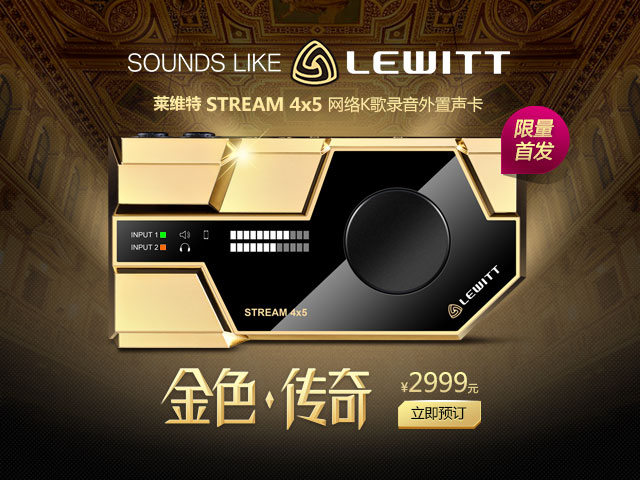 SOUNDS LIKE LEWITT
莱维特 STREAM 4x5 网络K歌录音外置声卡
限量
首发
INPUT 1
INPUT 2
STREAM 4x5
LEWITT
金色·传奇
¥2999元
立即预订